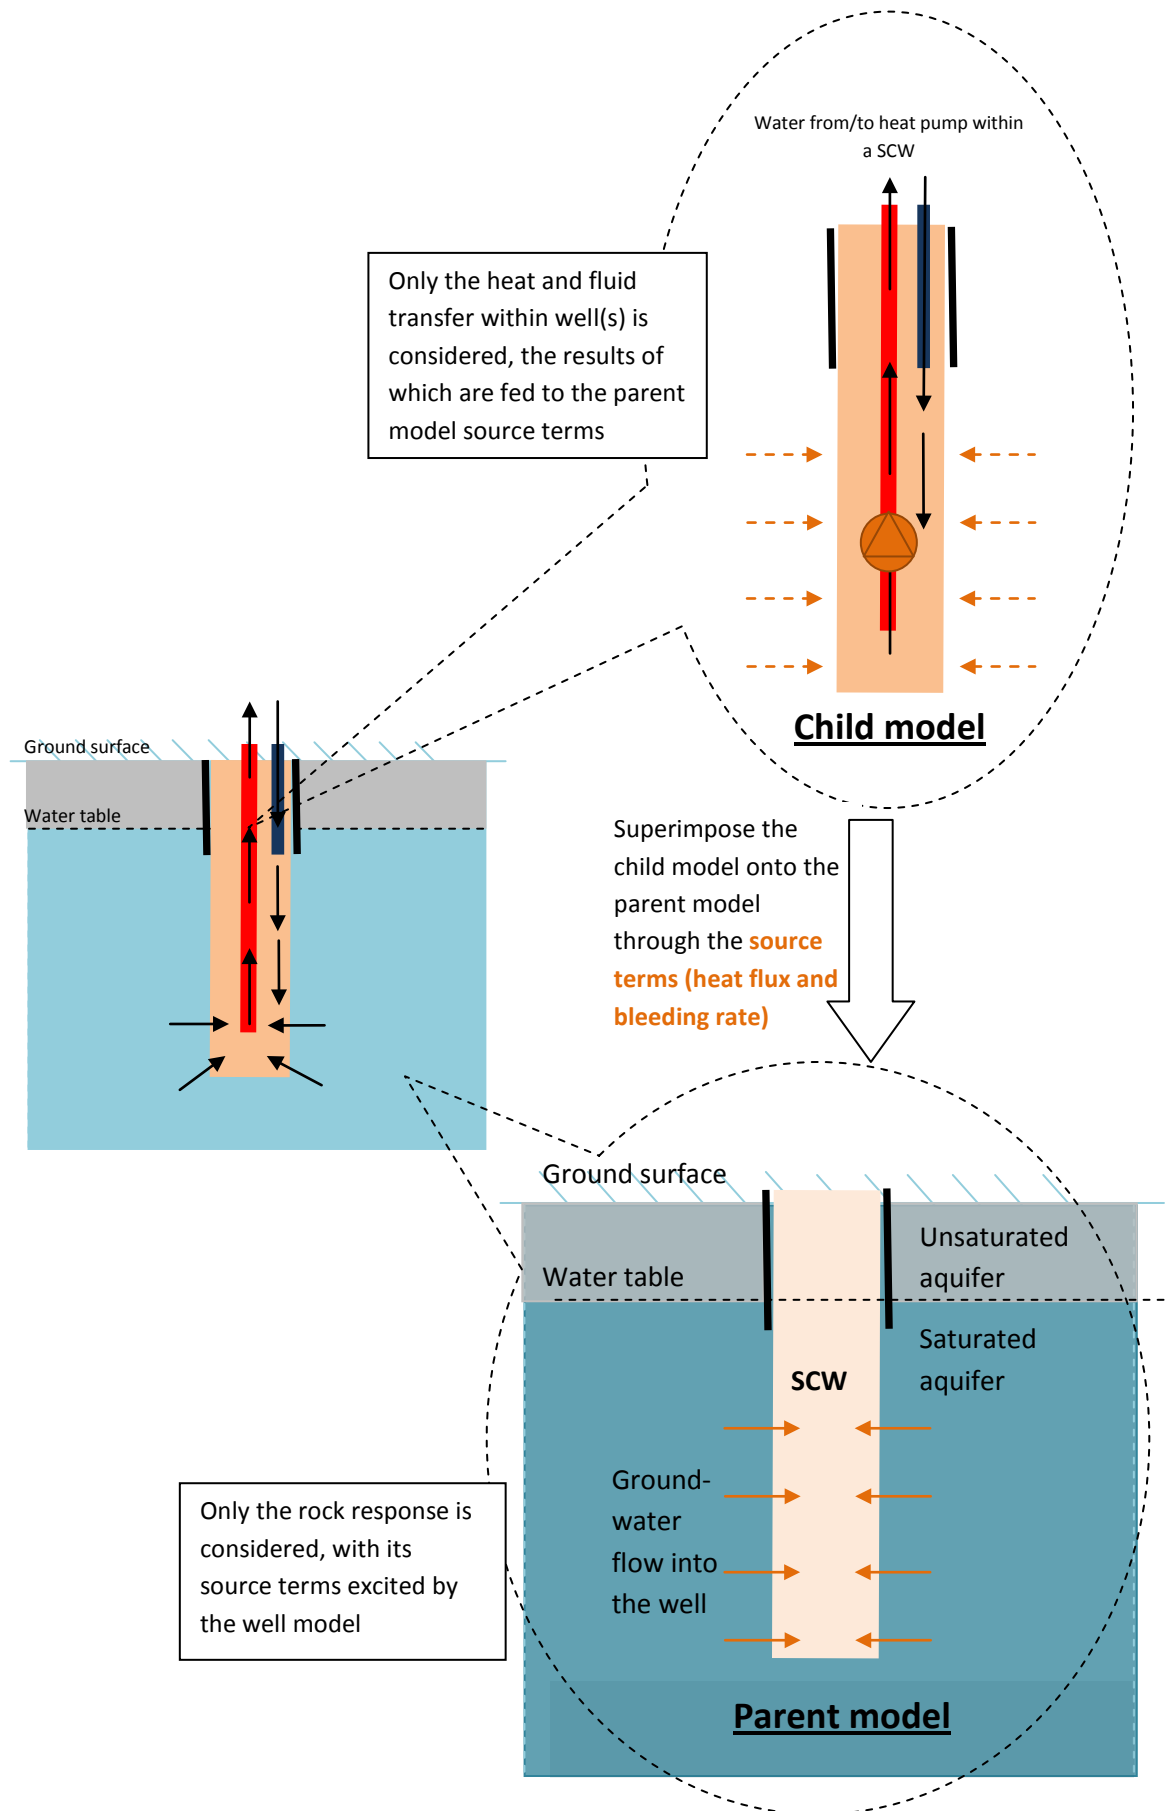 Water from/to heat pump within
a SCW
Only the heat and fluid
transfer within well(s) is
considered, the results of
which are fed to the parent
model source terms
Child model
Ground surface
Water table
Superimpose the
child model onto the
parent model
through the source
terms (heat flux and
bleeding rate)
Ground surface
Unsaturated
aquifer
Water table
Saturated
aquifer
SCW
Ground-
water
flow into
the well
Only the rock response is
considered, with its
source terms excited by
the well model
Parent model